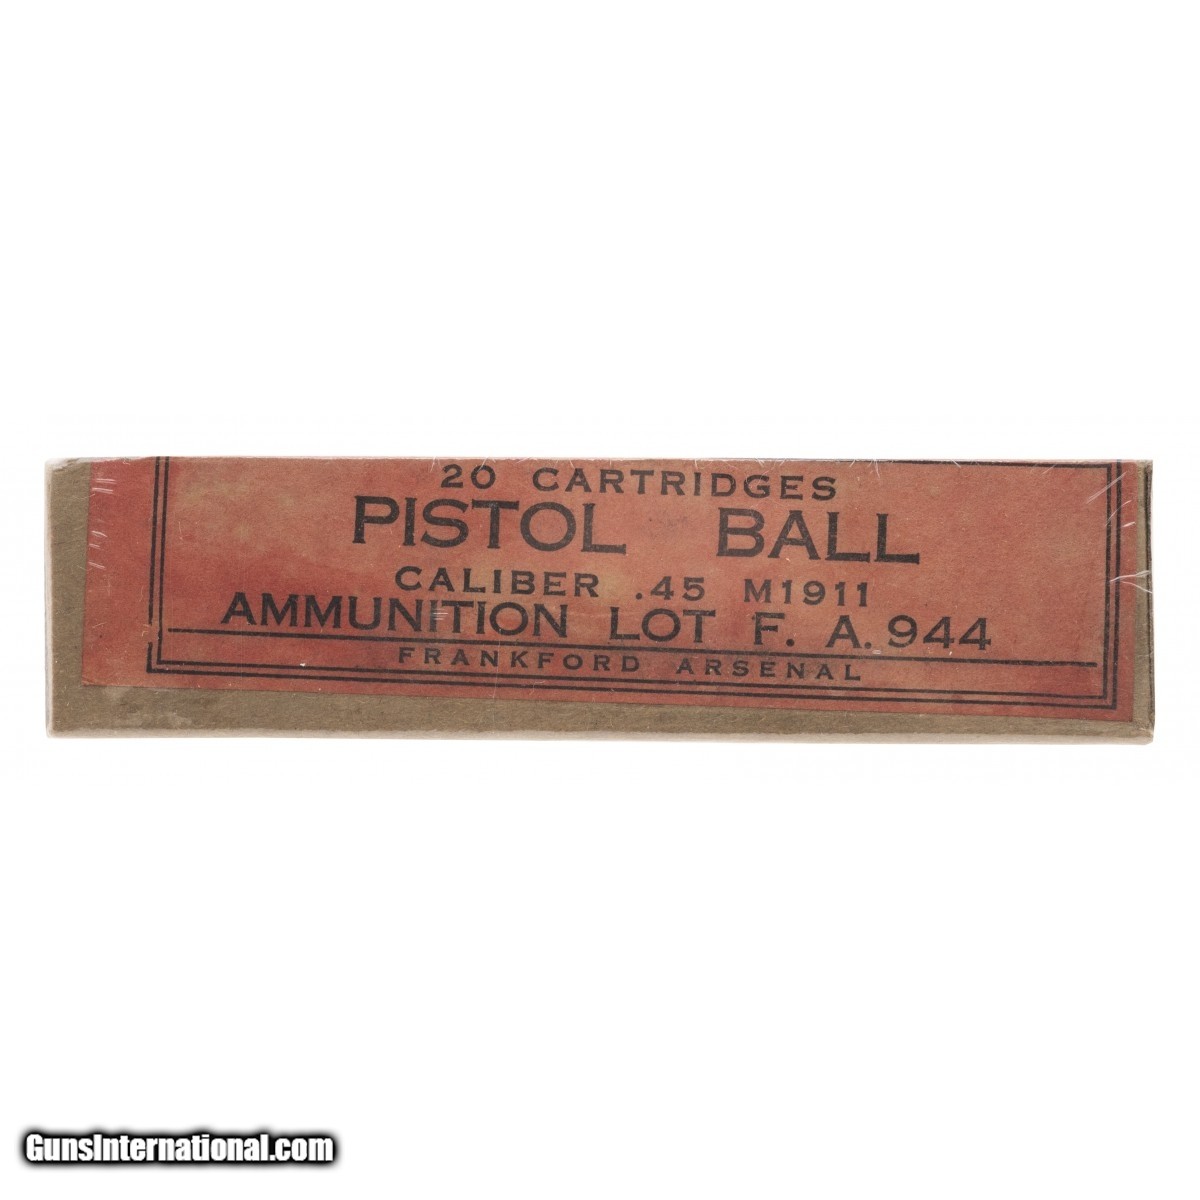 20 CARTRIDGES
PISTOL BALL
CALIBER .45 M1911
AMMUNITION LOT F. A. 944
FRANKFORD ARSENAL
GunsInternational.com